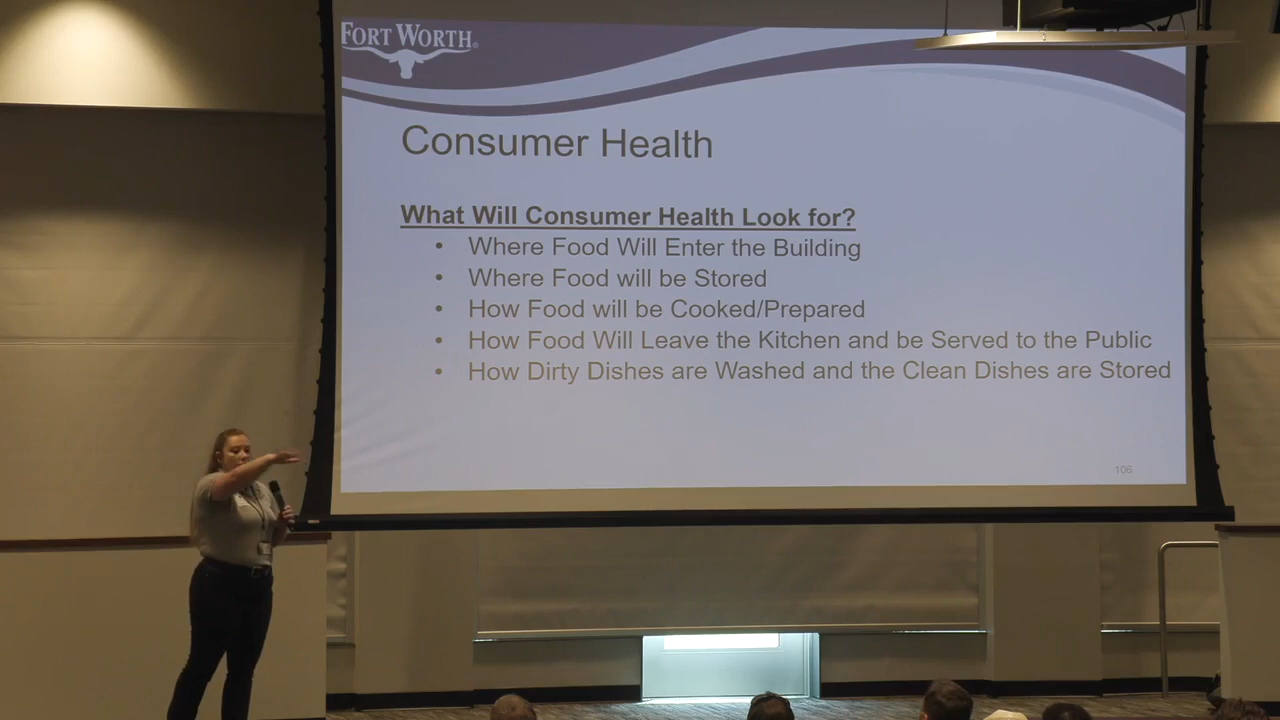 FORT WORTH®
Consumer Health
What Will Consumer Health Look for?
• Where Food Will Enter the Building
• Where Food will be Stored
• How Food will be Cooked/Prepared
• How Food Will Leave the Kitchen and be Served to the Public
• How Dirty Dishes are Washed and the Clean Dishes are Stored
106